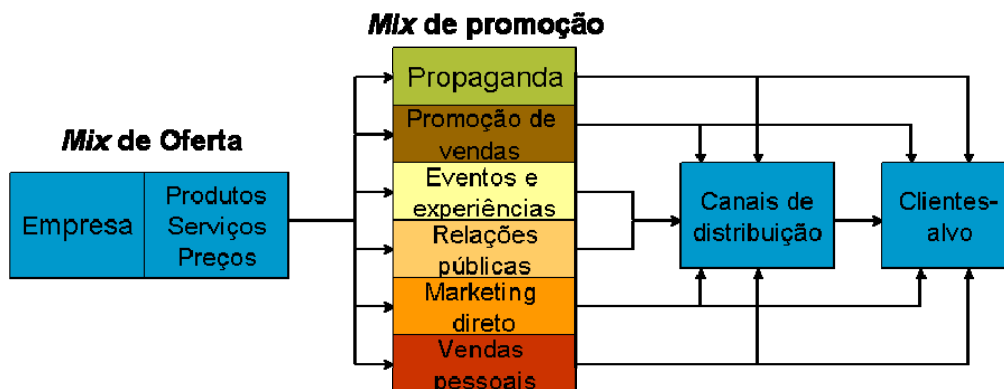 Mix de promoção
Propaganda
Promoção de
vendas
Mix de Oferta
Empresa
Produtos
Serviços
Preços
Eventos e
experiências
Relações
públicas
Marketing
direto
Vendas
pessoais
Canais de
distribuição
Clientes-
alvo